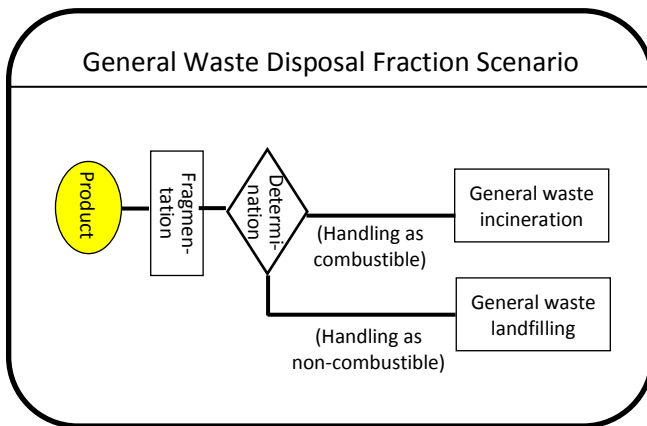 General Waste Disposal Fraction Scenario
Product
Fragmen-
tation
Determi-
nation
General waste
incineration
(Handling as
combustible)
General waste
landfilling
(Handling as
non-combustible)